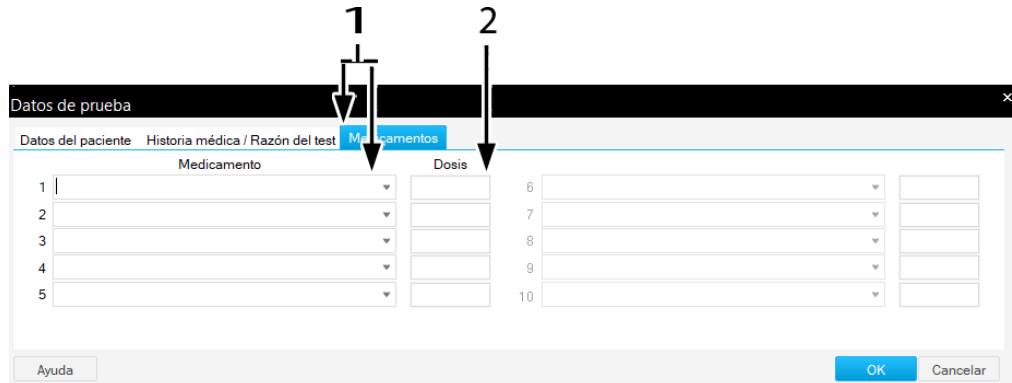 1 2
Datos de prueba ×
Datos del paciente Historia médica / Razón del test Medicamentos
Medicamento Dosis
1 6
2 7
3 8
4 9
5 10
Ayuda OK Cancelar